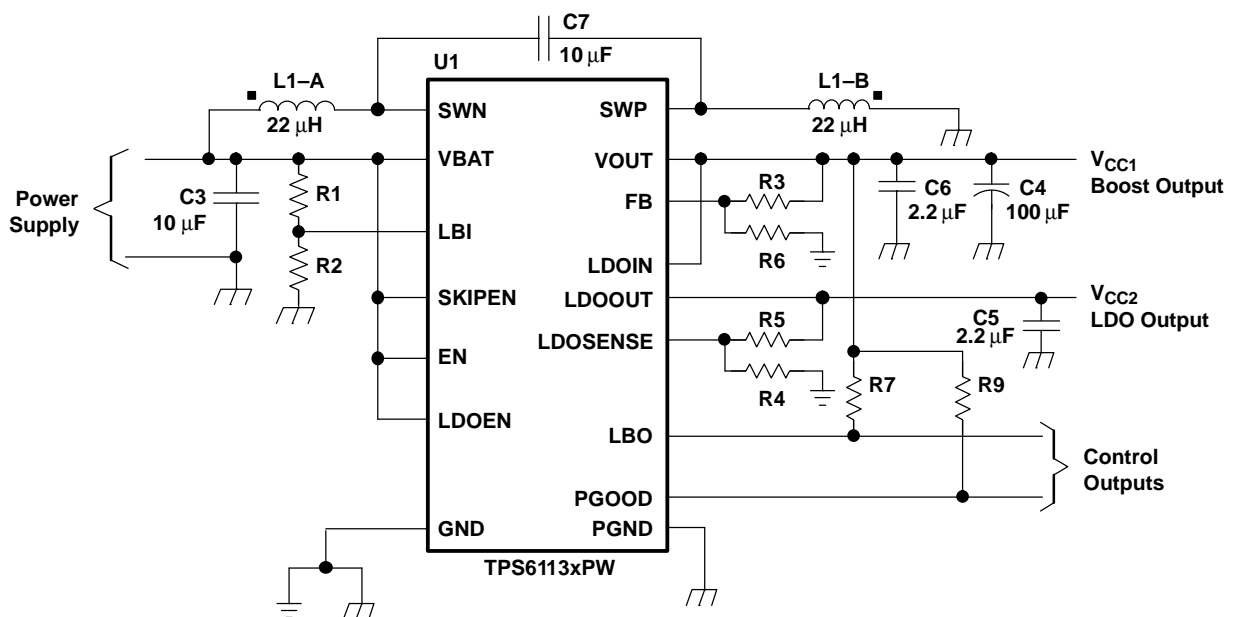 C7
10 µF
U1
L1–A
22 µH
SWN
SWP
L1–B
22 µH
Power
Supply
C3
10 µF
R1
R2
VBAT
LBI
SKIPEN
EN
LDOEN
GND
VOUT
FB
LDOIN
LDOOUT
LDOSENSE
LBO
PGOOD
PGND
R3
R6
R5
R4
C6
2.2 µF
C4
100 µF
VCC1
Boost Output
VCC2
LDO Output
C5
2.2 µF
R7
R9
Control
Outputs
TPS6113xPW